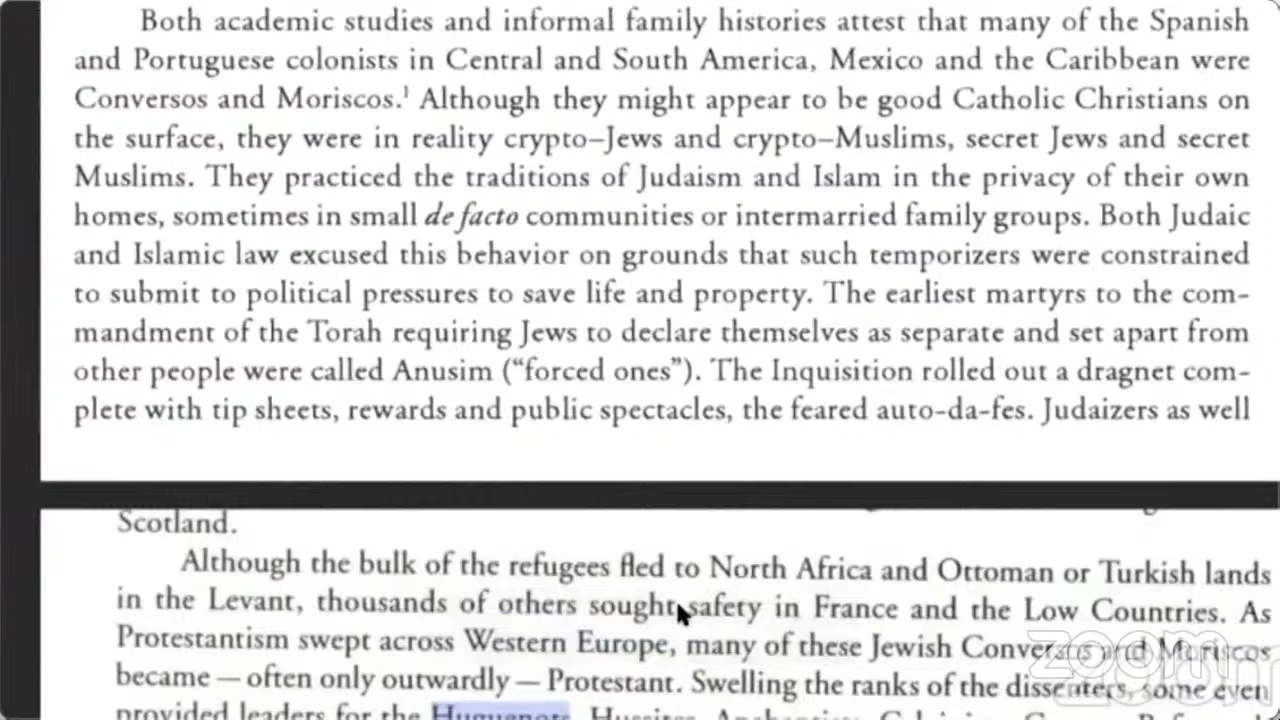 Both academic studies and informal family histories attest that many of the Spanish
and Portuguese colonists in Central and South America, Mexico and the Caribbean were
Conversos and Moriscos.¹ Although they might appear to be good Catholic Christians on
the surface, they were in reality crypto–Jews and crypto–Muslims, secret Jews and secret
Muslims. They practiced the traditions of Judaism and Islam in the privacy of their own
homes, sometimes in small de facto communities or intermarried family groups. Both Judaic
and Islamic law excused this behavior on grounds that such temporizers were constrained
to submit to political pressures to save life and property. The earliest martyrs to the com-
mandment of the Torah requiring Jews to declare themselves as separate and set apart from
other people were called Anusim (“forced ones”). The Inquisition rolled out a dragnet com-
plete with tip sheets, rewards and public spectacles, the feared auto-da-fes. Judaizers as well
Scotland.
Although the bulk of the refugees fled to North Africa and Ottoman or Turkish lands
in the Levant, thousands of others sought safety in France and the Low Countries. As
Protestantism swept across Western Europe, many of these Jewish Conversos and Moriscos
became — often only outwardly — Protestant. Swelling the ranks of the dissenters, some even
provided leaders for the Huguenots,
zoom